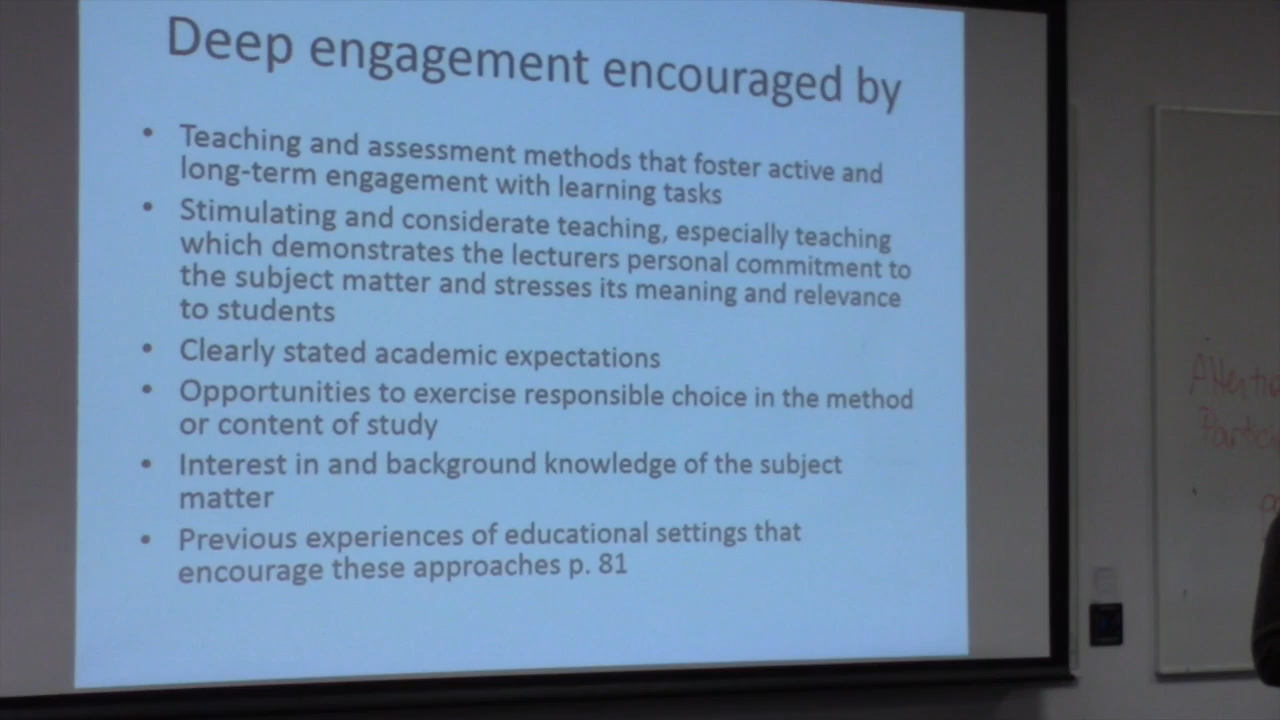 Deep engagement encouraged by
• Teaching and assessment methods that foster active and
long-term engagement with learning tasks
• Stimulating and considerate teaching, especially teaching
which demonstrates the lecturers personal commitment to
the subject matter and stresses its meaning and relevance
to students
• Clearly stated academic expectations
• Opportunities to exercise responsible choice in the method
or content of study
• Interest in and background knowledge of the subject
matter
• Previous experiences of educational settings that
encourage these approaches p. 81